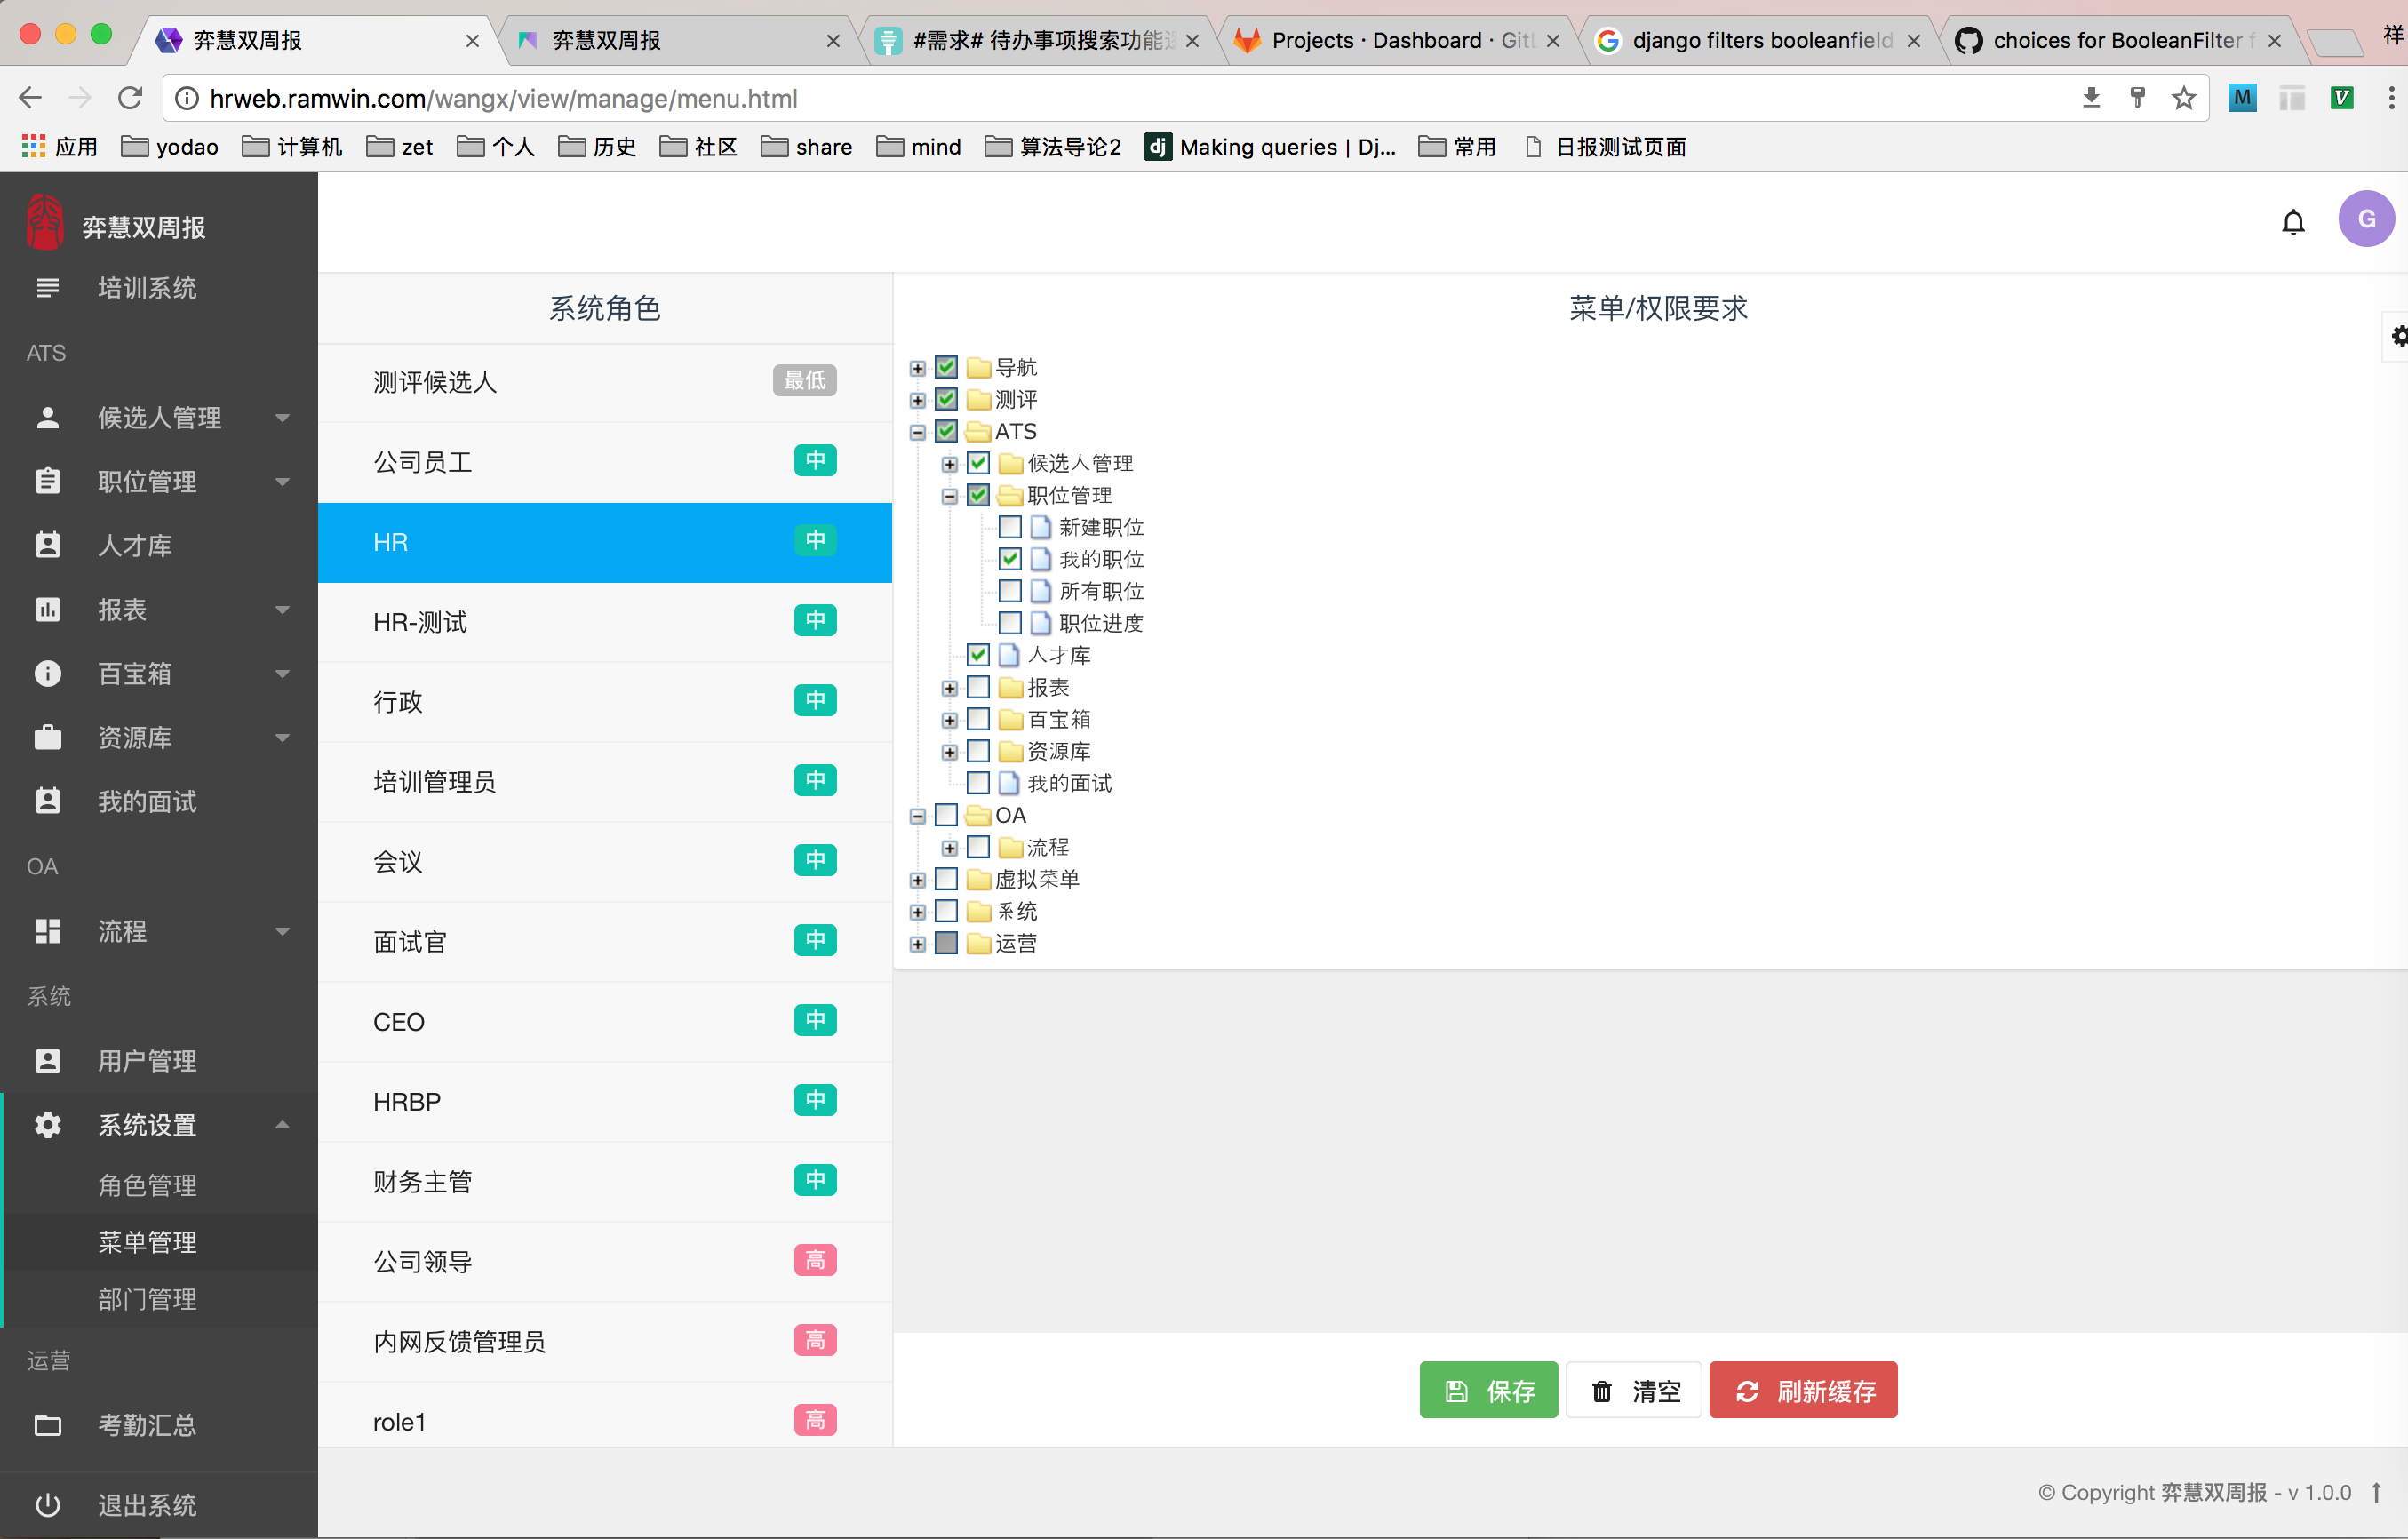 弈慧双周报
弈慧双周报
#需求# 待办事项搜索功能
Projects · Dashboard · GitL
django filters booleanfield
choices for BooleanFilter f
祥
hrweb.ramwin.com/wangx/view/manage/menu.html
M
V
应用
yodao
计算机
zet
个人
历史
社区
share
mind
算法导论2
dj
Making queries | Dj...
常用
日报测试页面
弈慧双周报
G
培训系统
ATS
候选人管理
职位管理
人才库
报表
百宝箱
资源库
我的面试
OA
流程
系统
用户管理
系统设置
角色管理
菜单管理
部门管理
运营
考勤汇总
退出系统
系统角色
测评候选人 最低
公司员工 中
HR 中
HR-测试 中
行政 中
培训管理员 中
会议 中
面试官 中
CEO 中
HRBP 中
财务主管 中
公司领导 高
内网反馈管理员 高
role1 高
菜单/权限要求
导航
测评
ATS
候选人管理
职位管理
新建职位
我的职位
所有职位
职位进度
人才库
报表
百宝箱
资源库
我的面试
OA
流程
虚拟菜单
系统
运营
保存
清空
刷新缓存
© Copyright 弈慧双周报 - v 1.0.0